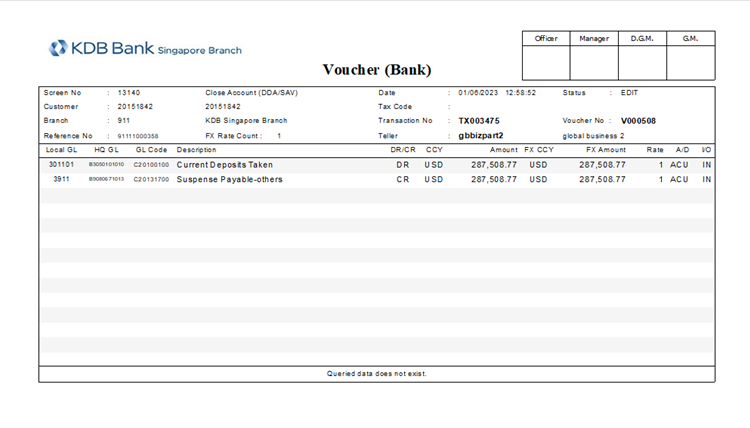 Officer Manager D.G.M. G.M.
KDB Bank Singapore Branch
Voucher (Bank)
Screen No : 13140 Close Account (DDA/SAV) Date : 01/06/2023 12:58:52 Status : EDIT
Customer : 20151842 20151842 Tax Code :
Branch : 911 KDB Singapore Branch Transaction No : TX003475 Voucher No : V000508
Reference No : 91111000358 FX Rate Count : 1 Teller : gbbizpart2 global business 2
Local GL HQ GL GL Code Description DR/CR CCY Amount FX CCY FX Amount Rate A/D I/O
301101 B3050101010 C20100100 Current Deposits Taken DR USD 287,508.77 USD 287,508.77 1 ACU IN
3911 B9080671013 C20131700 Suspense Payable-others CR USD 287,508.77 USD 287,508.77 1 ACU IN
Queried data does not exist.